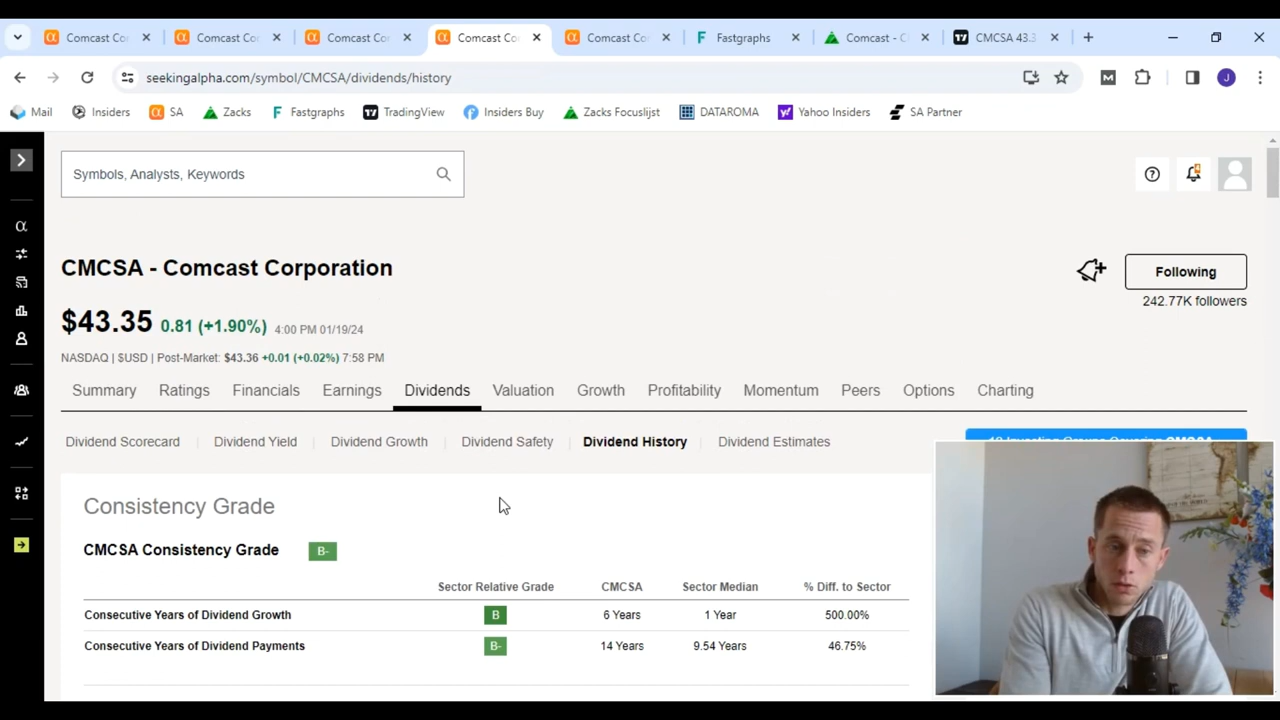 Comcast Co
Comcast Co
Comcast Co
Comcast Co
Comcast Co
Fastgraphs
Comcast - C
CMCSA 43.3
seekingalpha.com/symbol/CMCSA/dividends/history
M
J
Mail
Insiders
SA
Zacks
Fastgraphs
TradingView
Insiders Buy
Zacks Focuslijst
DATAROMA
Yahoo Insiders
SA Partner
Symbols, Analysts, Keywords
CMCSA - Comcast Corporation
Following
242.77K followers
$43.35 0.81 (+1.90%) 4:00 PM 01/19/24
NASDAQ | $USD | Post-Market: $43.36 +0.01 (+0.02%) 7:58 PM
Summary Ratings Financials Earnings Dividends Valuation Growth Profitability Momentum Peers Options Charting
Dividend Scorecard Dividend Yield Dividend Growth Dividend Safety Dividend History Dividend Estimates
Investing Groups Covering CMCSA
Consistency Grade
CMCSA Consistency Grade B-
Sector Relative Grade CMCSA Sector Median % Diff. to Sector
Consecutive Years of Dividend Growth B 6 Years 1 Year 500.00%
Consecutive Years of Dividend Payments B- 14 Years 9.54 Years 46.75%